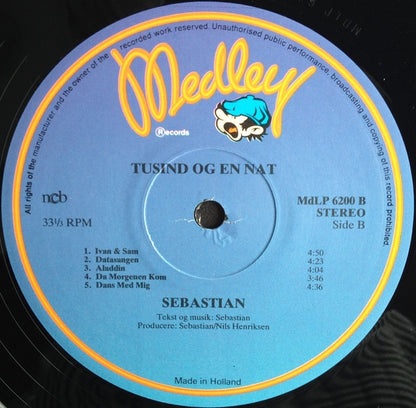 All rights of the manufacturer and the owner of the recorded work reserved. Unauthorised public performance, broadcasting and copying of this record prohibited.
Medley
Records
TUSIND OG EN NAT
ncb
MdLP 6200 B
STEREO
33⅓ RPM
Side B
1. Ivan & Sam 4:50
2. Datasangen 4:23
3. Aladdin 4:04
4. Da Morgenen Kom 3:46
5. Dans Med Mig 4:36
SEBASTIAN
Tekst og musik: Sebastian
Producere: Sebastian/Nils Henriksen
Made in Holland